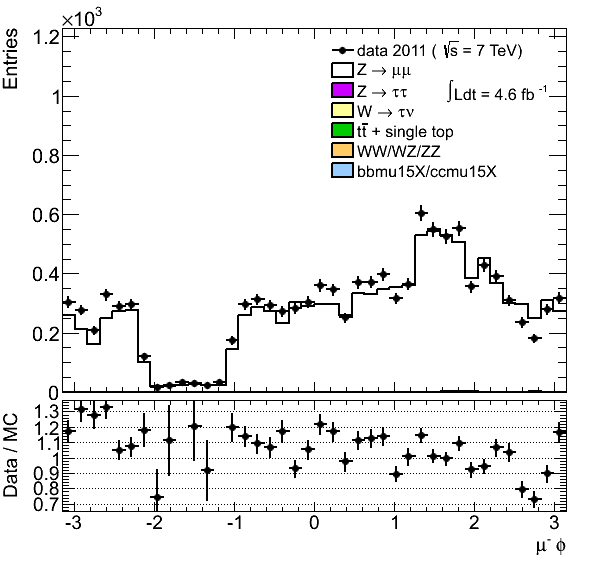 ×10³
Entries
1.2
1
0.8
0.6
0.4
0.2
0
data 2011 ( √s = 7 TeV)
Z → μμ
Z → ττ
∫Ldt = 4.6 fb⁻¹
W → τν
tt̄ + single top
WW/WZ/ZZ
bbmu15X/ccmu15X
Data / MC
1.3
1.2
1.1
1
0.9
0.8
0.7
-3 -2 -1 0 1 2 3
μ⁻ ϕ